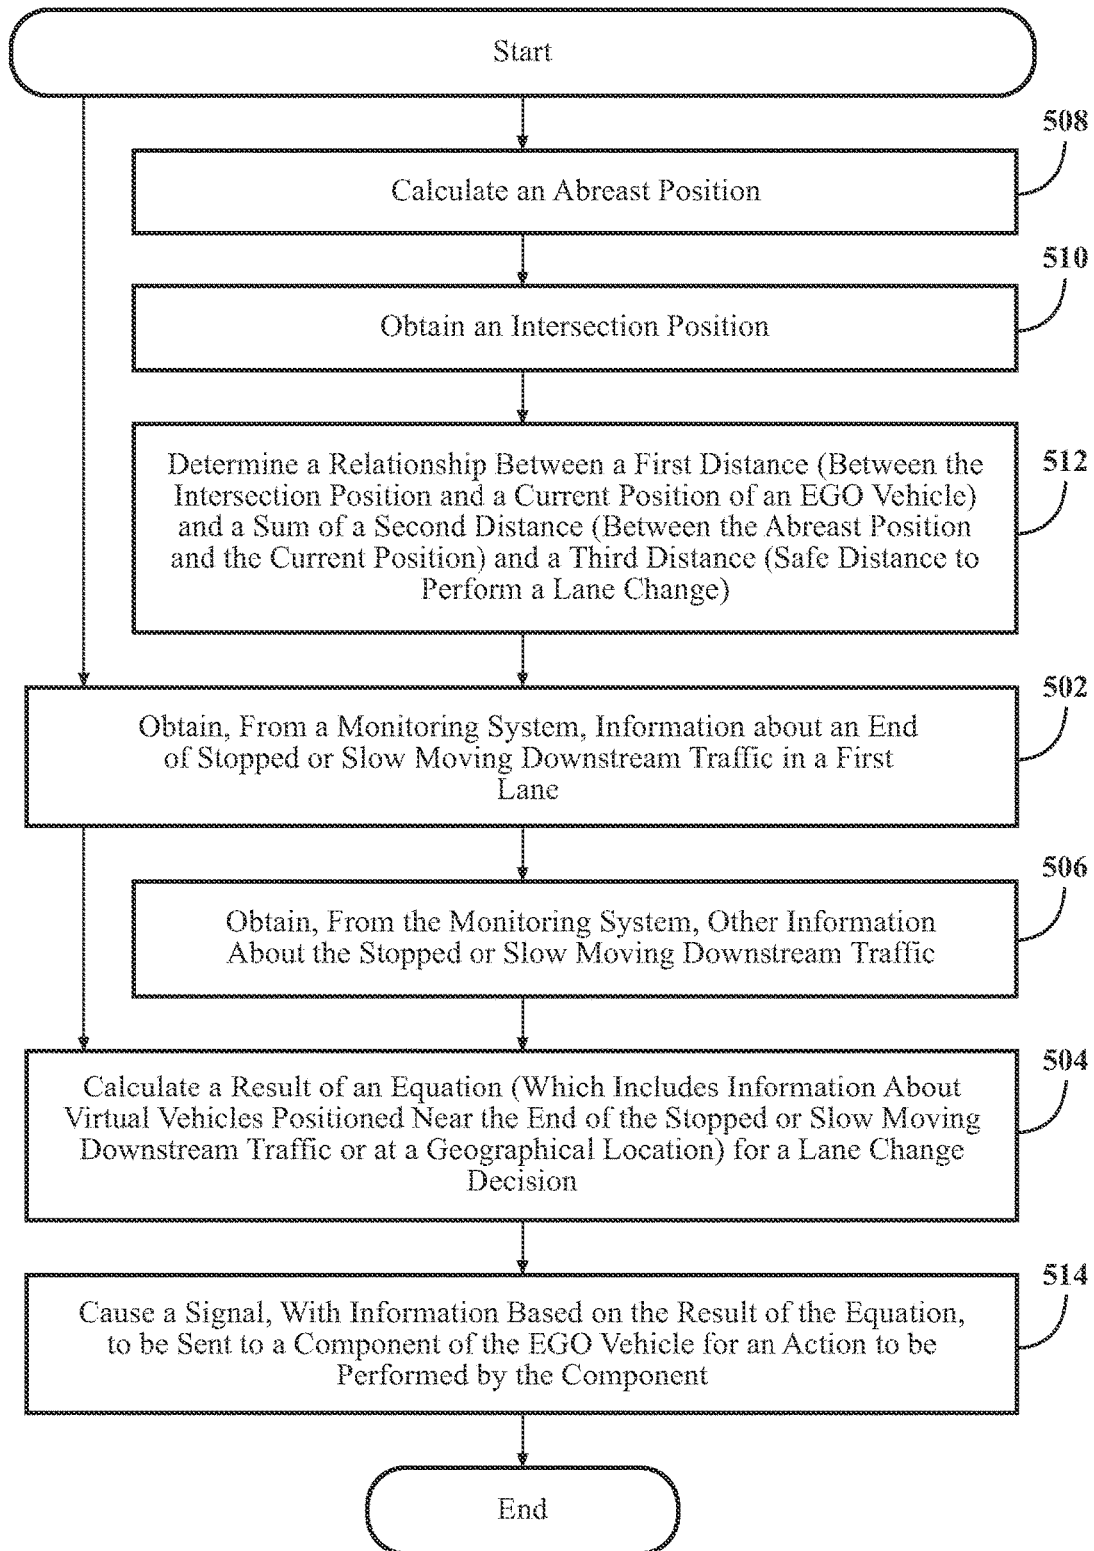 Start
508
Calculate an Abreast Position
510
Obtain an Intersection Position
512
Determine a Relationship Between a First Distance (Between the
Intersection Position and a Current Position of an EGO Vehicle)
and a Sum of a Second Distance (Between the Abreast Position
and the Current Position) and a Third Distance (Safe Distance to
Perform a Lane Change)
502
Obtain, From a Monitoring System, Information about an End
of Stopped or Slow Moving Downstream Traffic in a First
Lane
506
Obtain, From the Monitoring System, Other Information
About the Stopped or Slow Moving Downstream Traffic
504
Calculate a Result of an Equation (Which Includes Information About
Virtual Vehicles Positioned Near the End of the Stopped or Slow Moving
Downstream Traffic or at a Geographical Location) for a Lane Change
Decision
514
Cause a Signal, With Information Based on the Result of the Equation,
to be Sent to a Component of the EGO Vehicle for an Action to be
Performed by the Component
End